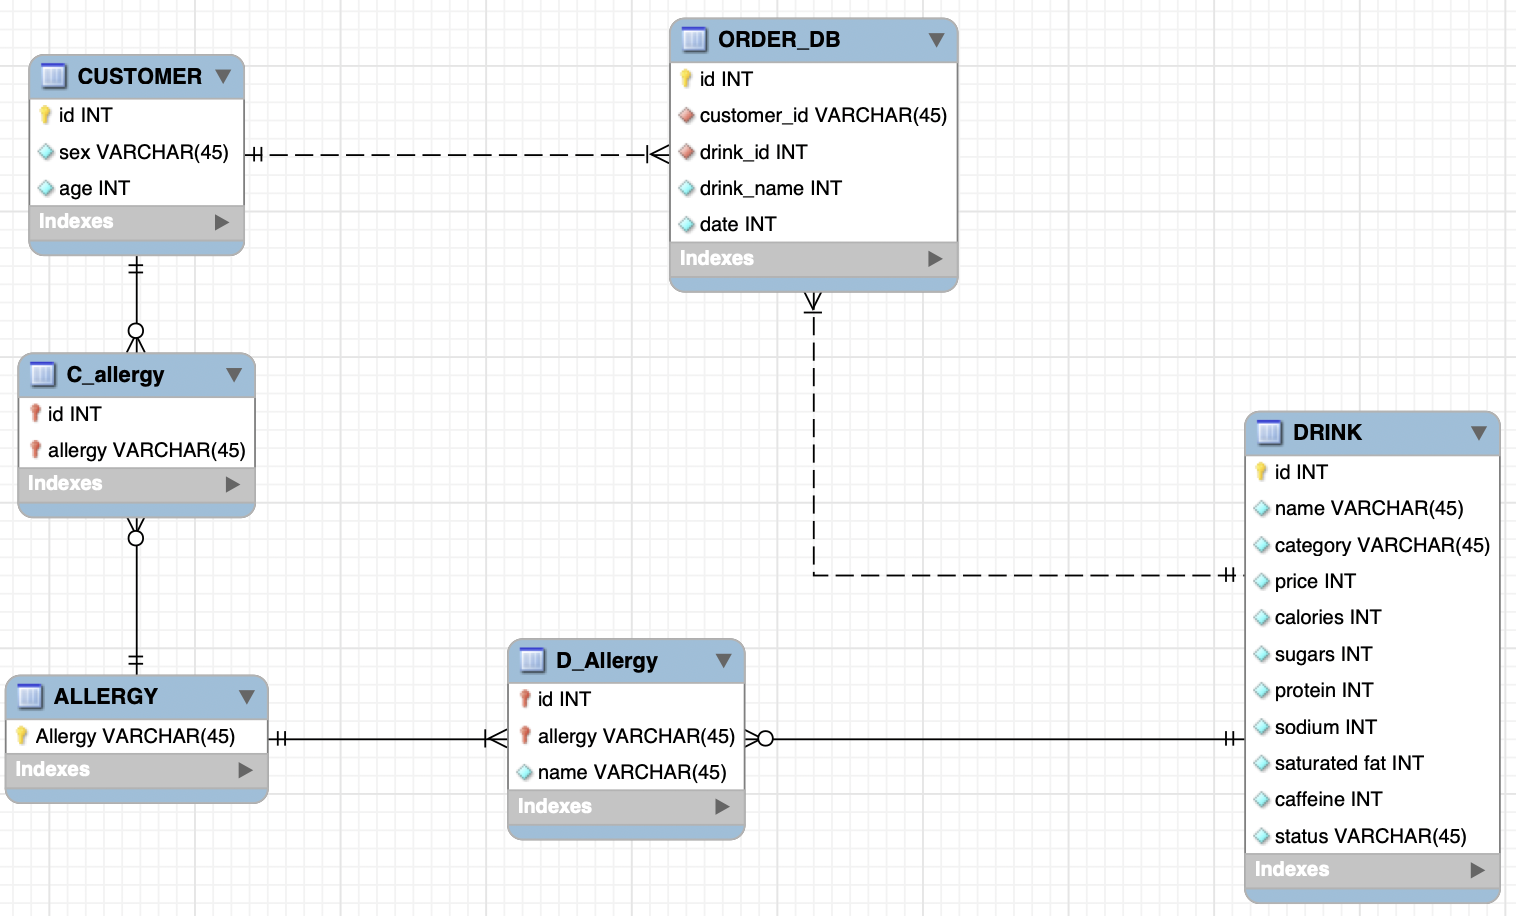 CUSTOMER
id INT
sex VARCHAR(45)
age INT
Indexes
ORDER_DB
id INT
customer_id VARCHAR(45)
drink_id INT
drink_name INT
date INT
Indexes
C_allergy
id INT
allergy VARCHAR(45)
Indexes
DRINK
id INT
name VARCHAR(45)
category VARCHAR(45)
price INT
calories INT
sugars INT
protein INT
sodium INT
saturated fat INT
caffeine INT
status VARCHAR(45)
Indexes
ALLERGY
Allergy VARCHAR(45)
Indexes
D_Allergy
id INT
allergy VARCHAR(45)
name VARCHAR(45)
Indexes